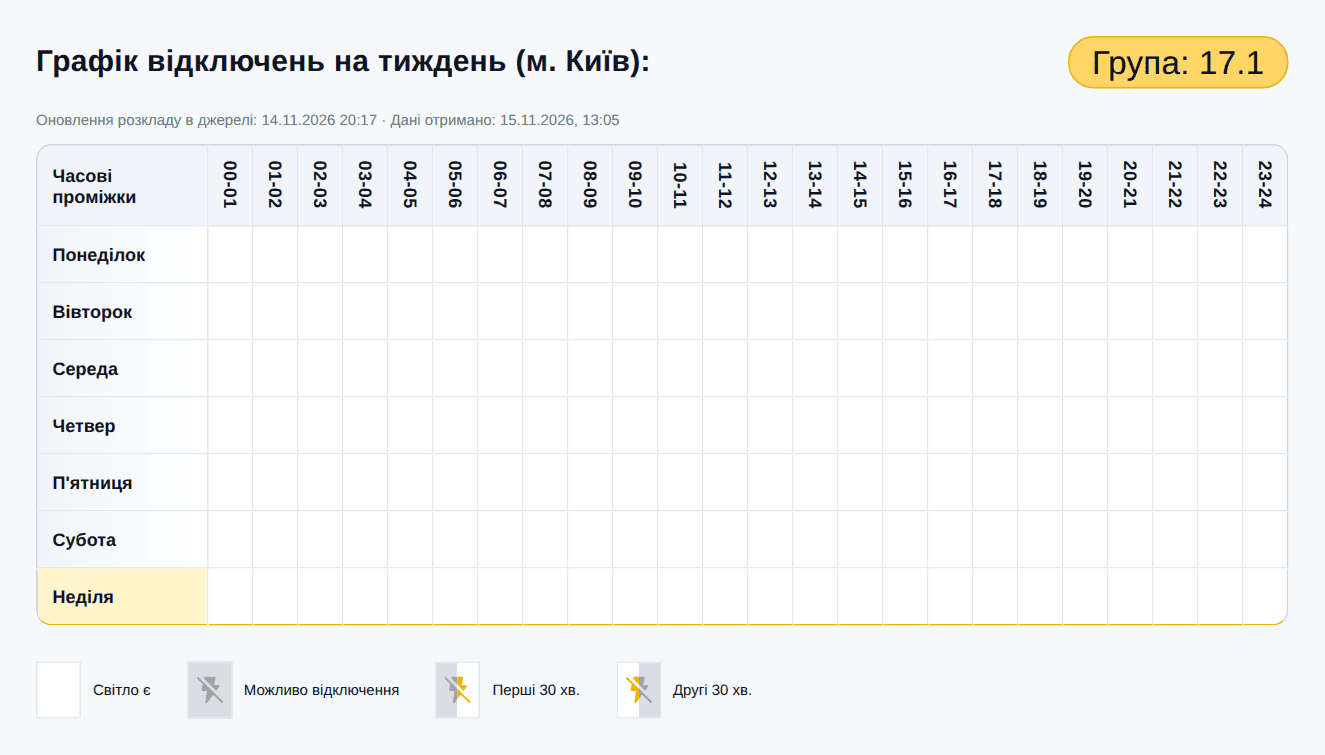 Графік відключень на тиждень (м. Київ):
Група: 17.1
Оновлення розкладу в джерелі: 14.11.2026 20:17 · Дані отримано: 15.11.2026, 13:05
Часові
проміжки
00-01
01-02
02-03
03-04
04-05
05-06
06-07
07-08
08-09
09-10
10-11
11-12
12-13
13-14
14-15
15-16
16-17
17-18
18-19
19-20
20-21
21-22
22-23
23-24
Понеділок
Вівторок
Середа
Четвер
П'ятниця
Субота
Неділя
Світло є
Можливо відключення
Перші 30 хв.
Другі 30 хв.